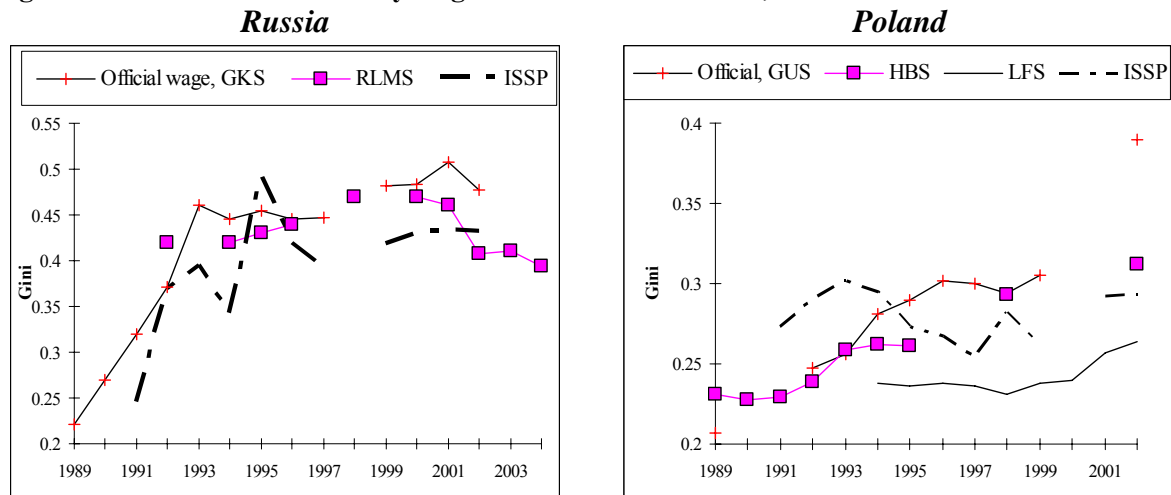 Russia
Poland
Official wage, GKS RLMS ISSP
Official, GUS HBS LFS ISSP
0.55
0.5
0.45
0.4
0.35
0.3
0.25
0.2
Gini
1989 1991 1993 1995 1997 1999 2001 2003
0.4
0.35
0.3
0.25
0.2
Gini
1989 1991 1993 1995 1997 1999 2001